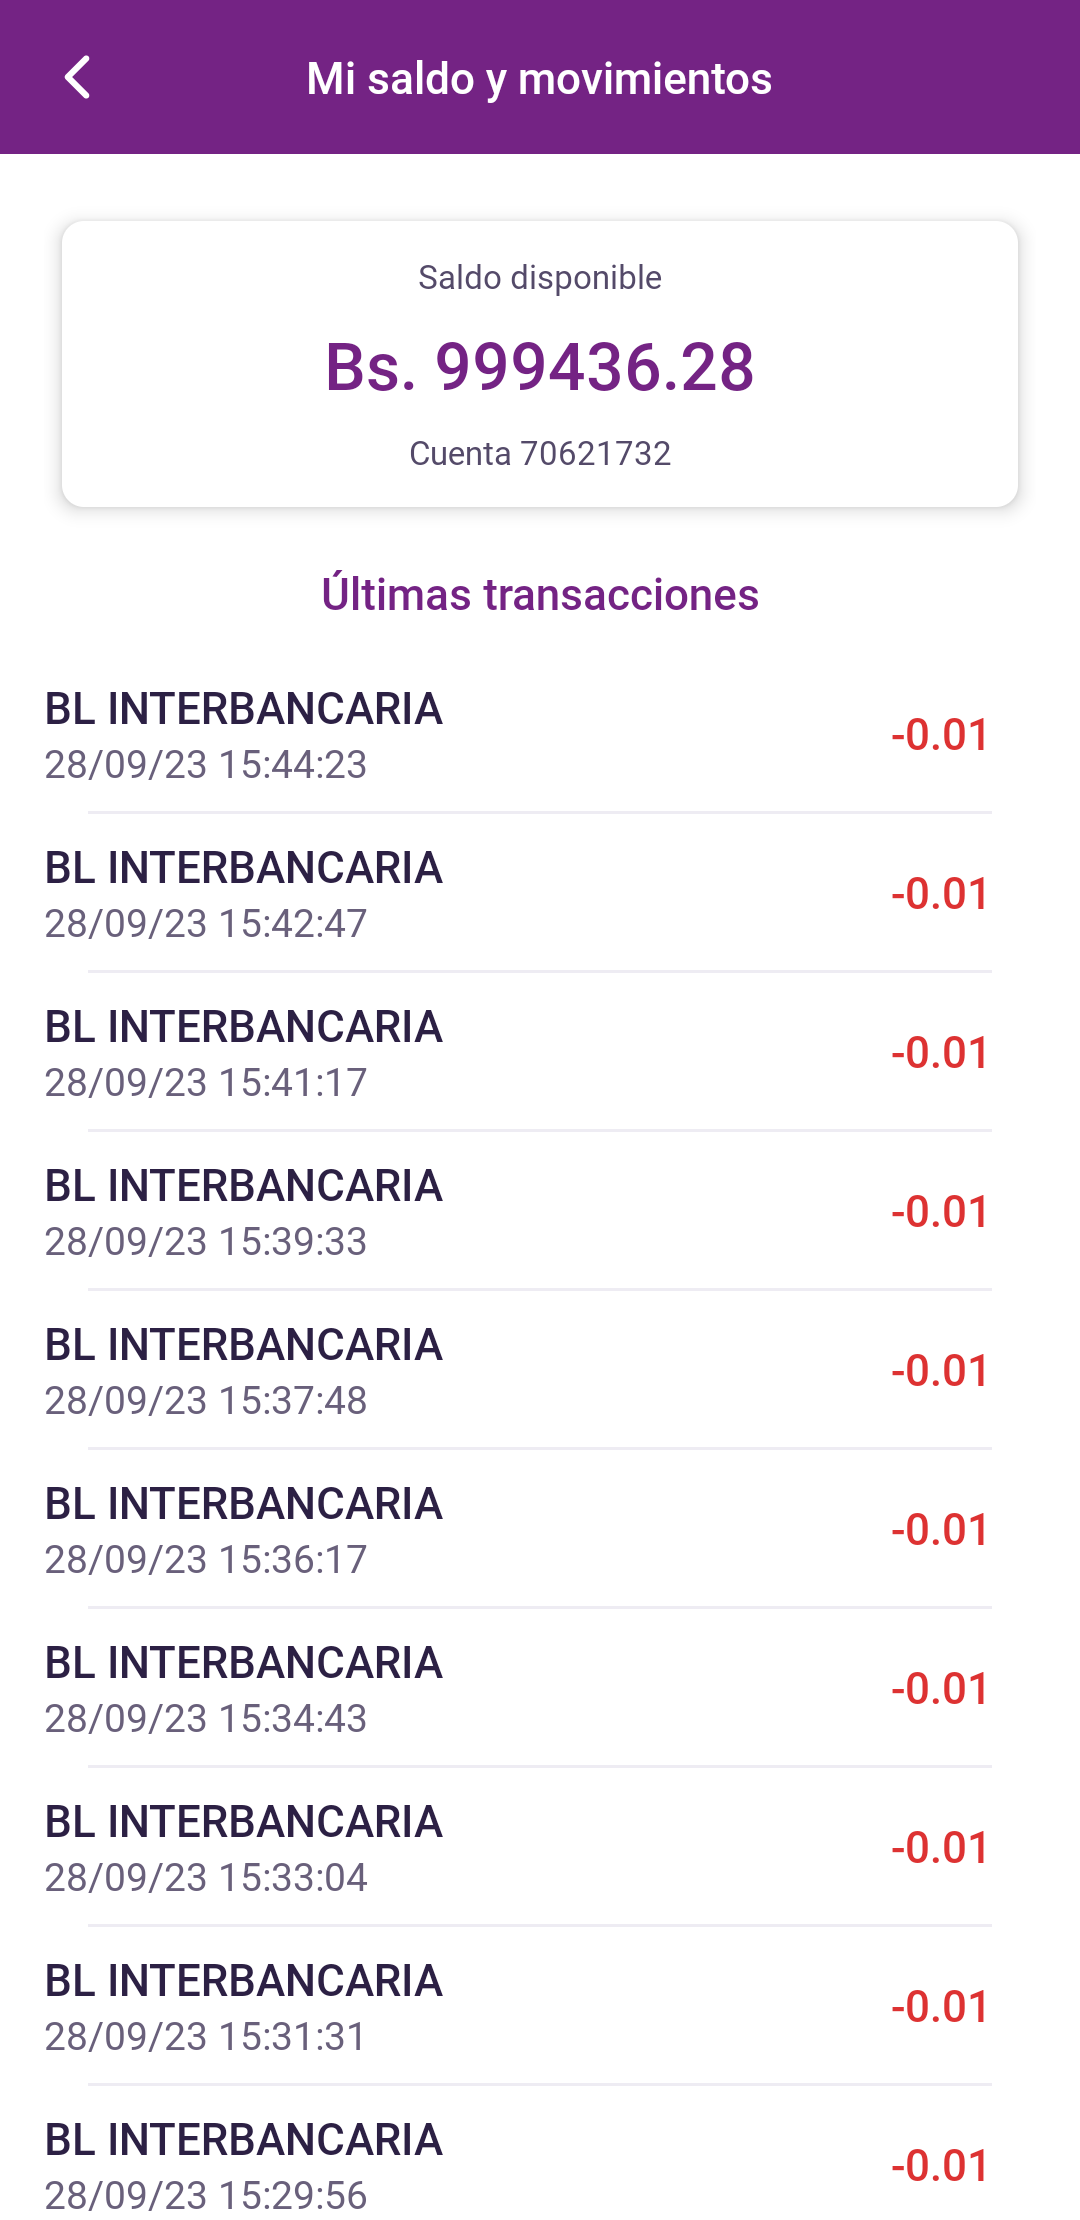 Mi saldo y movimientos
Saldo disponible
Bs. 999436.28
Cuenta 70621732
Últimas transacciones
BL INTERBANCARIA
28/09/23 15:44:23
-0.01
BL INTERBANCARIA
28/09/23 15:42:47
-0.01
BL INTERBANCARIA
28/09/23 15:41:17
-0.01
BL INTERBANCARIA
28/09/23 15:39:33
-0.01
BL INTERBANCARIA
28/09/23 15:37:48
-0.01
BL INTERBANCARIA
28/09/23 15:36:17
-0.01
BL INTERBANCARIA
28/09/23 15:34:43
-0.01
BL INTERBANCARIA
28/09/23 15:33:04
-0.01
BL INTERBANCARIA
28/09/23 15:31:31
-0.01
BL INTERBANCARIA
28/09/23 15:29:56
-0.01